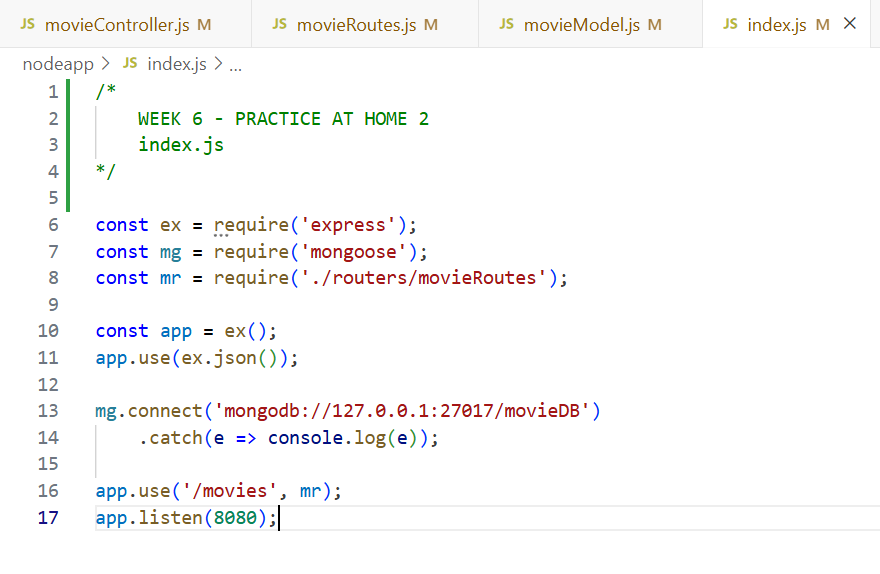 JS movieController.js M JS movieRoutes.js M JS movieModel.js M JS index.js M ×
nodeapp > JS index.js > ...
1 /*
2 WEEK 6 - PRACTICE AT HOME 2
3 index.js
4 */
5
6 const ex = require('express');
7 const mg = require('mongoose');
8 const mr = require('./routers/movieRoutes');
9
10 const app = ex();
11 app.use(ex.json());
12
13 mg.connect('mongodb://127.0.0.1:27017/movieDB')
14 .catch(e => console.log(e));
15
16 app.use('/movies', mr);
17 app.listen(8080);